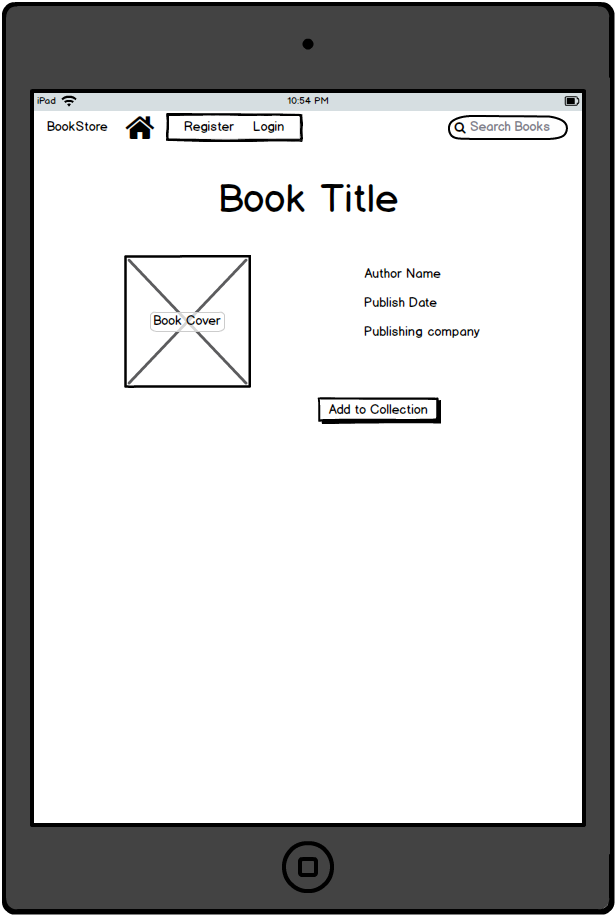 iPad 10:54 PM
BookStore Register Login Search Books
Book Title
Book Cover
Author Name
Publish Date
Publishing company
Add to Collection